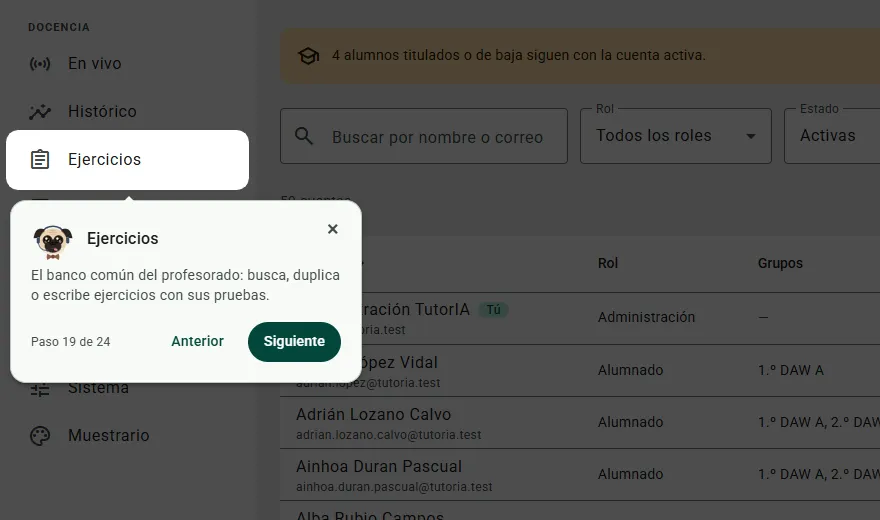 DOCENCIA
En vivo
Histórico
Ejercicios
Sistema
Muestrario
4 alumnos titulados o de baja siguen con la cuenta activa.
Buscar por nombre o correo
Rol
Todos los roles
Estado
Activas
Ejercicios
El banco común del profesorado: busca, duplica
o escribe ejercicios con sus pruebas.
Paso 19 de 24
Anterior
Siguiente
Rol
Grupos
TutorIA
Tú
Administración
—
Vidal
adrian.lopez@tutoria.test
Alumnado
1.º DAW A
Adrián Lozano Calvo
adrian.lozano.calvo@tutoria.test
Alumnado
1.º DAW A, 2.º DAW
Ainhoa Duran Pascual
ainhoa.duran.pascual@tutoria.test
Alumnado
1.º DAW A, 2.º DAW
Alba Rubio Campos